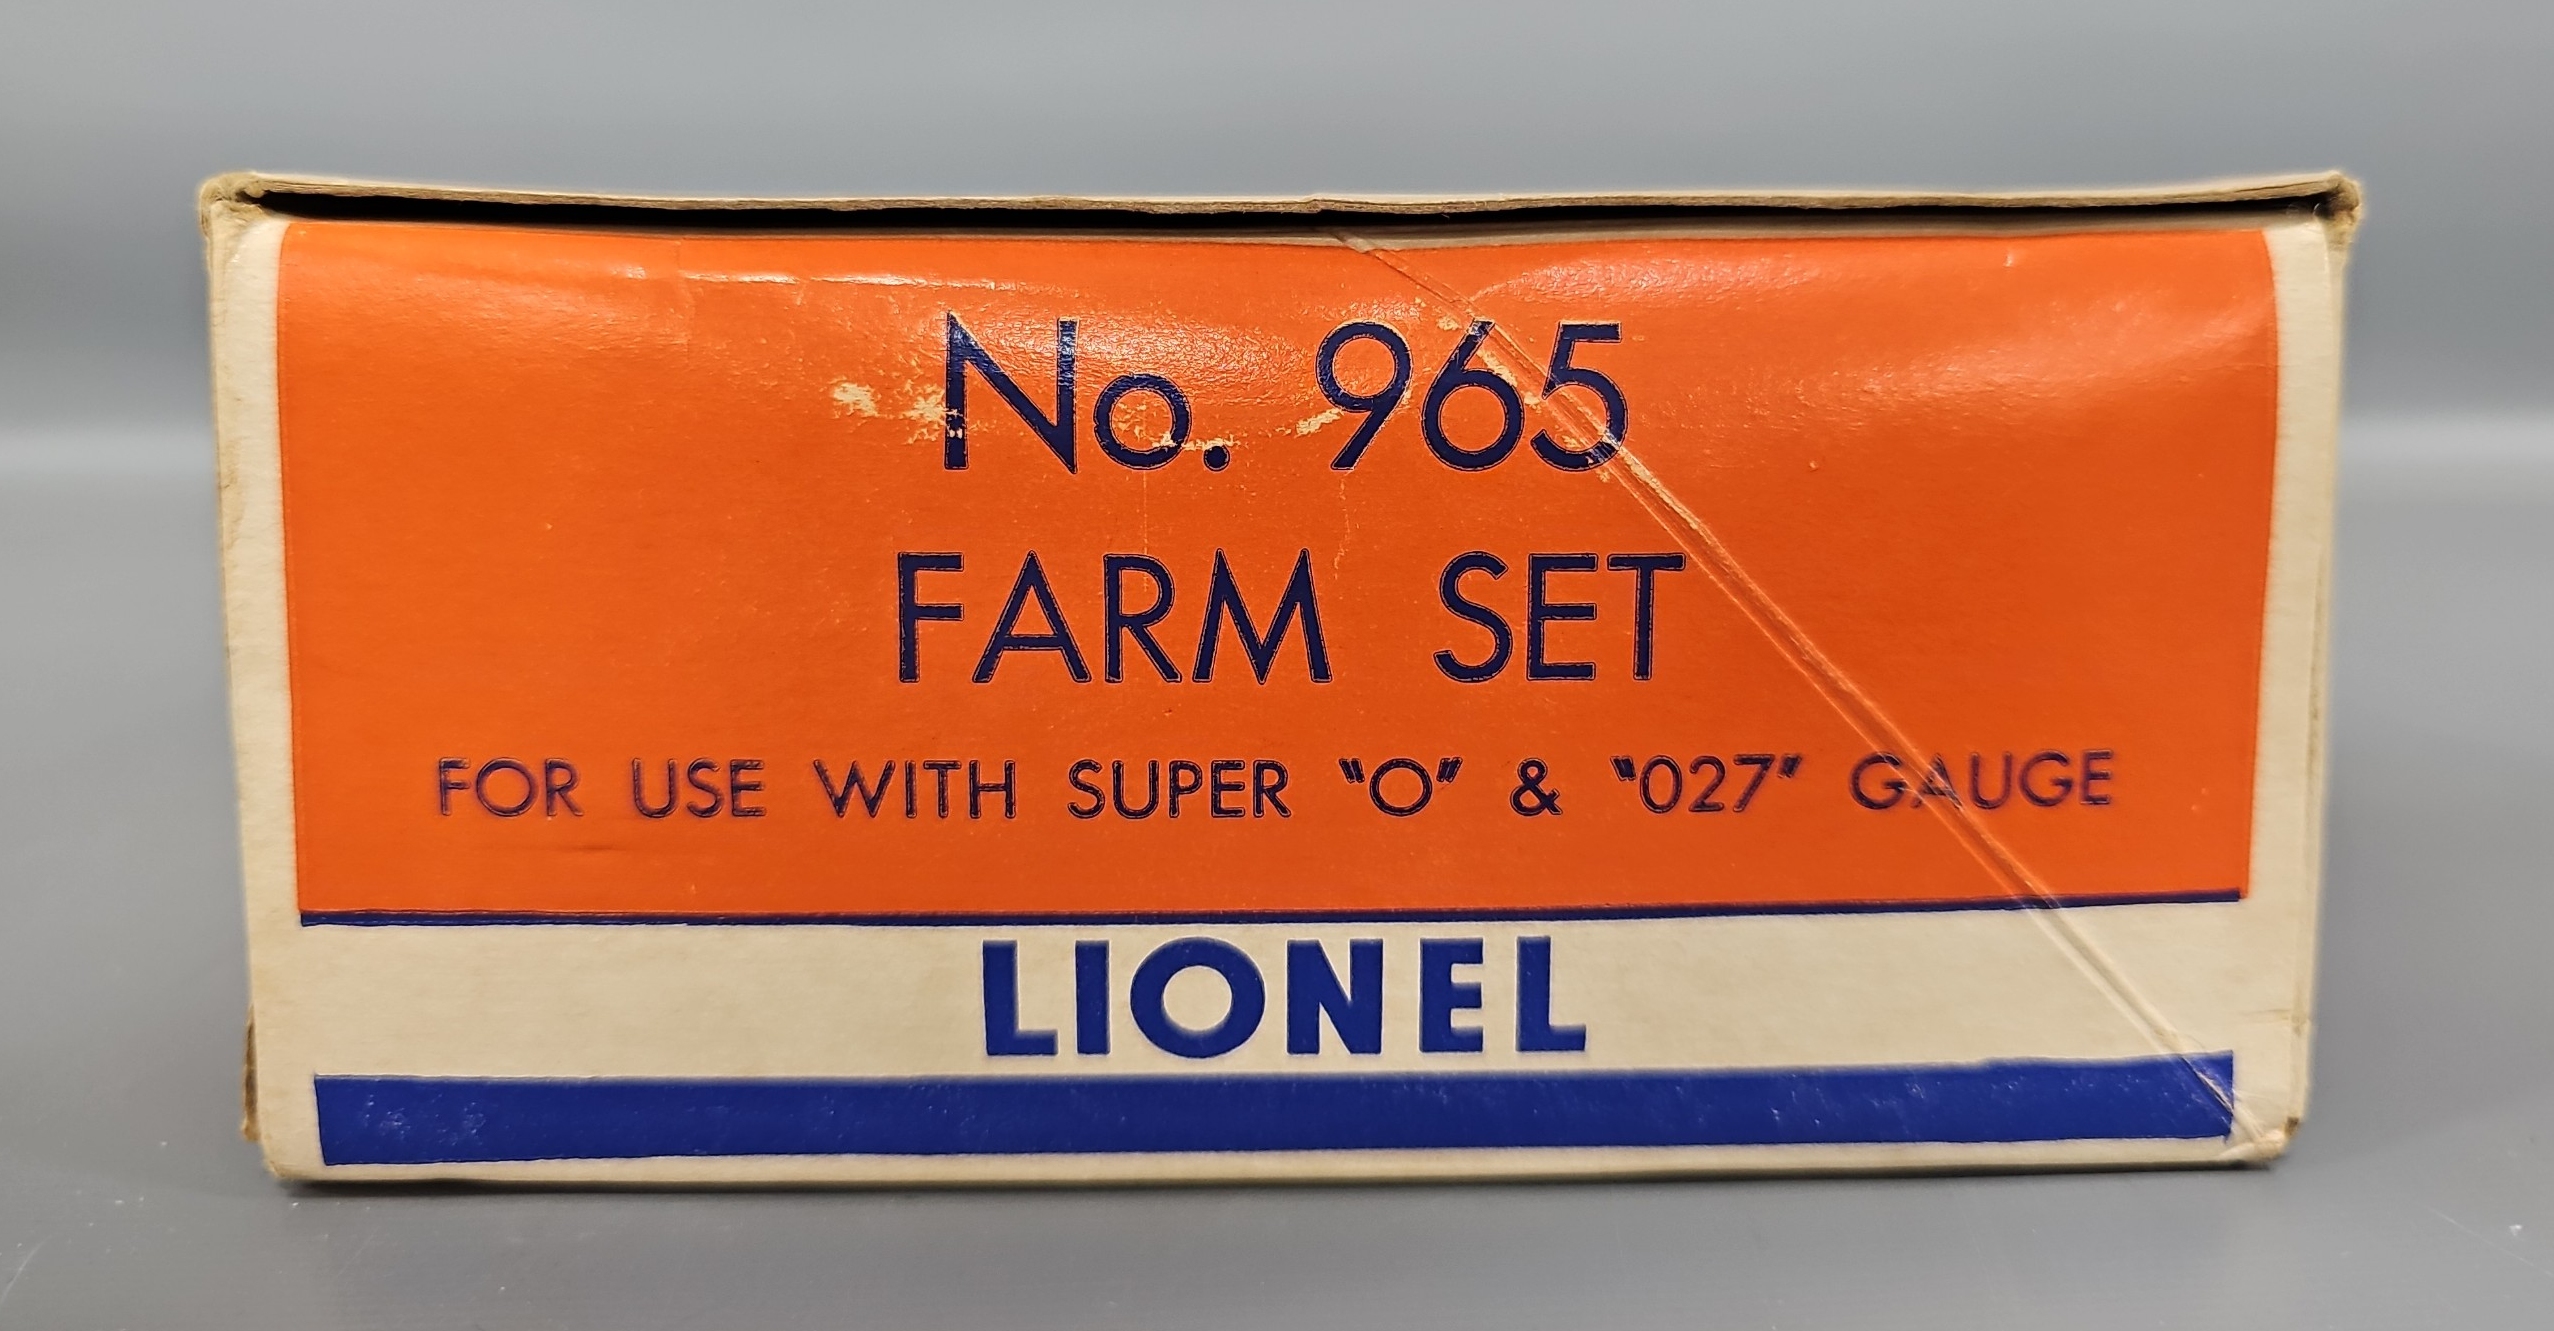 No. 965
FARM SET
FOR USE WITH SUPER "O" & "027" GAUGE
LIONEL